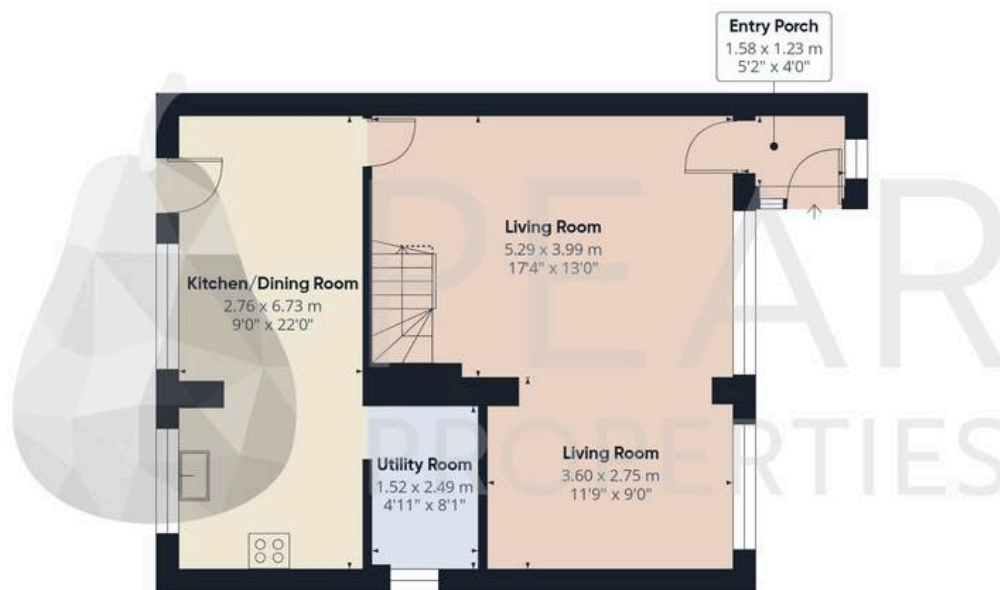 Entry Porch
1.58 x 1.23 m
5'2" x 4'0"
Living Room
5.29 x 3.99 m
17'4" x 13'0"
Kitchen/Dining Room
2.76 x 6.73 m
9'0" x 22'0"
Utility Room
1.52 x 2.49 m
4'11" x 8'1"
Living Room
3.60 x 2.75 m
11'9" x 9'0"
PEAR
PROPERTIES